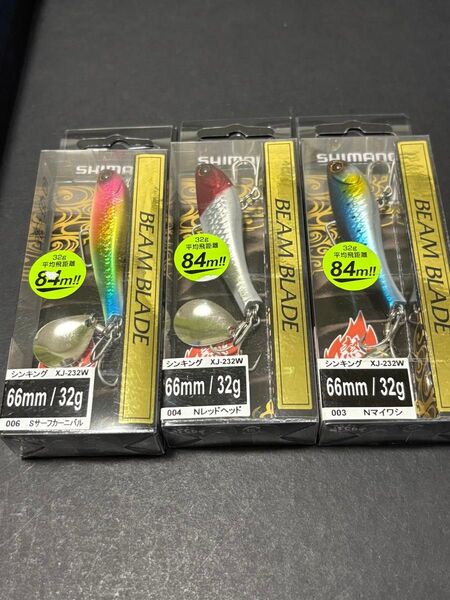 SHIMANO
BEAM BLADE
32g
平均飛距離
84m!!
シンキング XJ-232W
66mm / 32g
006 Sサーフカーニバル
SHIMANO
BEAM BLADE
32g
平均飛距離
84m!!
シンキング XJ-232W
66mm / 32g
004 Nレッドヘッド
SHIMANO
BEAM BLADE
32g
平均飛距離
84m!!
シンキング XJ-232W
66mm / 32g
003 Nマイワシ